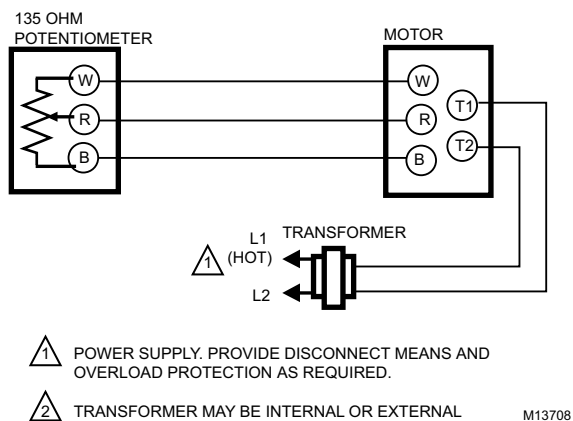 135 OHM
POTENTIOMETER
MOTOR
W
W
T1
R
R
T2
B
B
TRANSFORMER
L1
(HOT)
1
L2
1
POWER SUPPLY. PROVIDE DISCONNECT MEANS AND
OVERLOAD PROTECTION AS REQUIRED.
2
TRANSFORMER MAY BE INTERNAL OR EXTERNAL
M13708